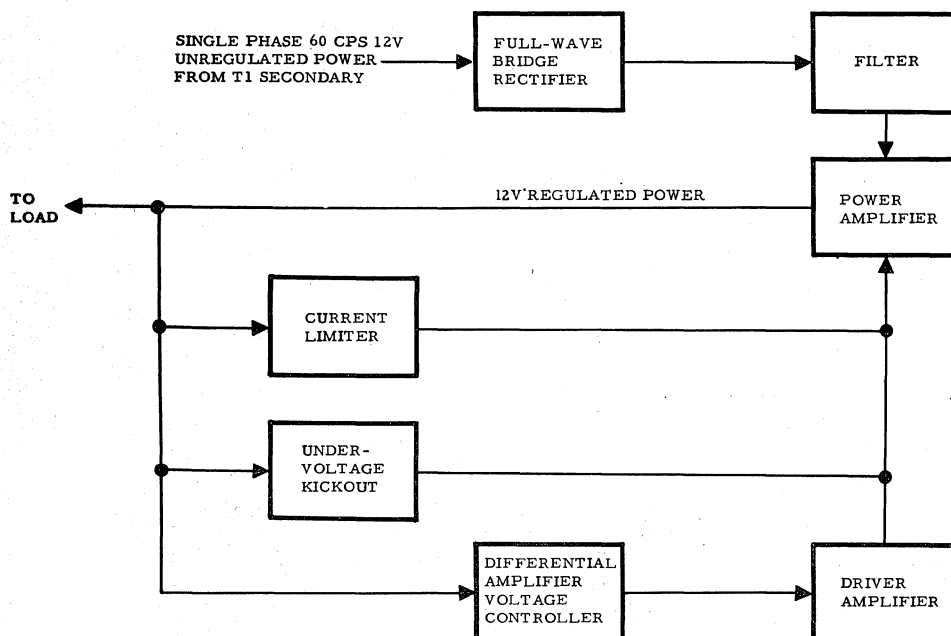 SINGLE PHASE 60 CPS 12V
UNREGULATED POWER
FROM T1 SECONDARY
FULL-WAVE
BRIDGE
RECTIFIER
FILTER
TO
LOAD
12V REGULATED POWER
POWER
AMPLIFIER
CURRENT
LIMITER
UNDER-
VOLTAGE
KICKOUT
DIFFERENTIAL
AMPLIFIER
VOLTAGE
CONTROLLER
DRIVER
AMPLIFIER